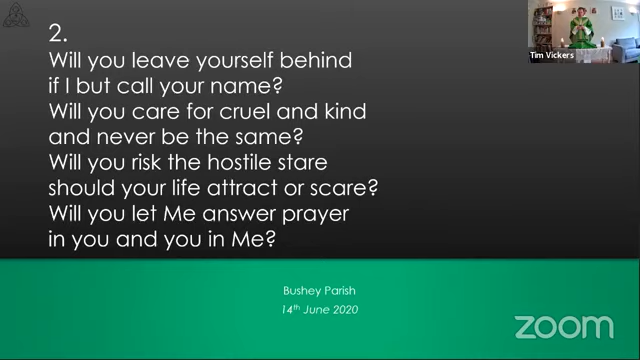 2.
Will you leave yourself behind
if I but call your name?
Will you care for cruel and kind
and never be the same?
Will you risk the hostile stare
should your life attract or scare?
Will you let Me answer prayer
in you and you in Me?
Tim Vickers
Bushey Parish
14th June 2020
zoom